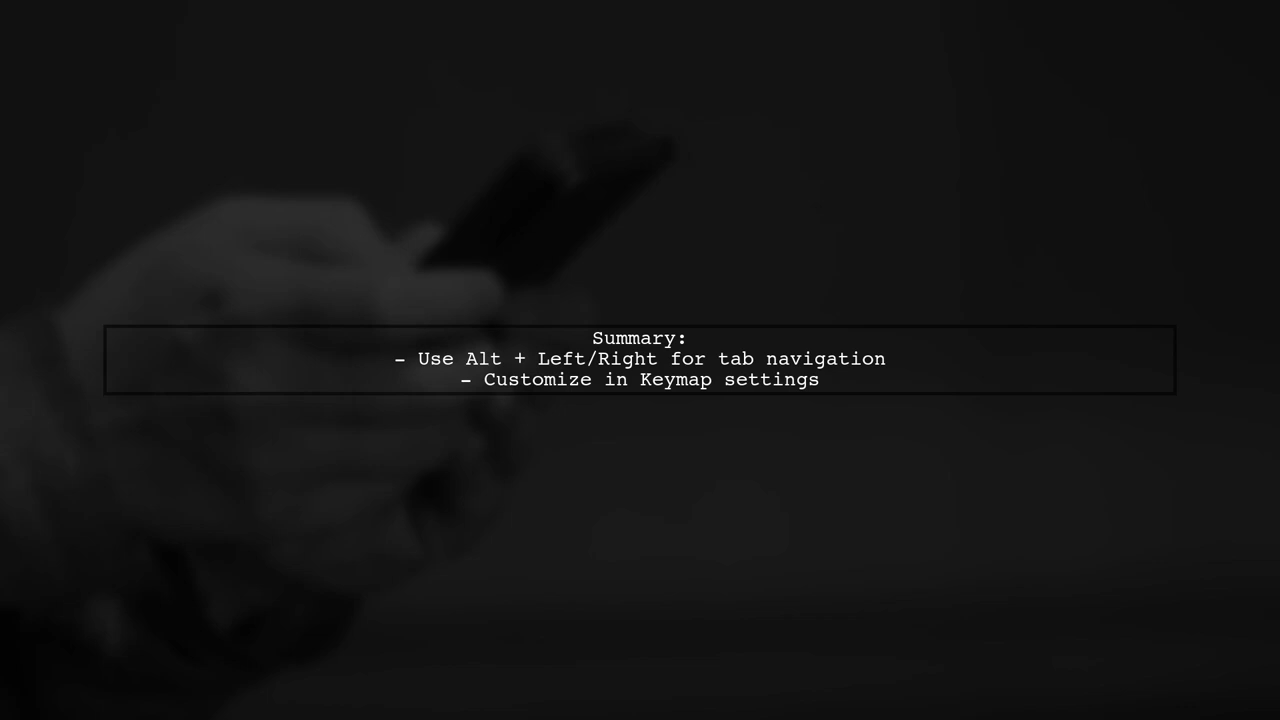 Summary:
- Use Alt + Left/Right for tab navigation
- Customize in Keymap settings